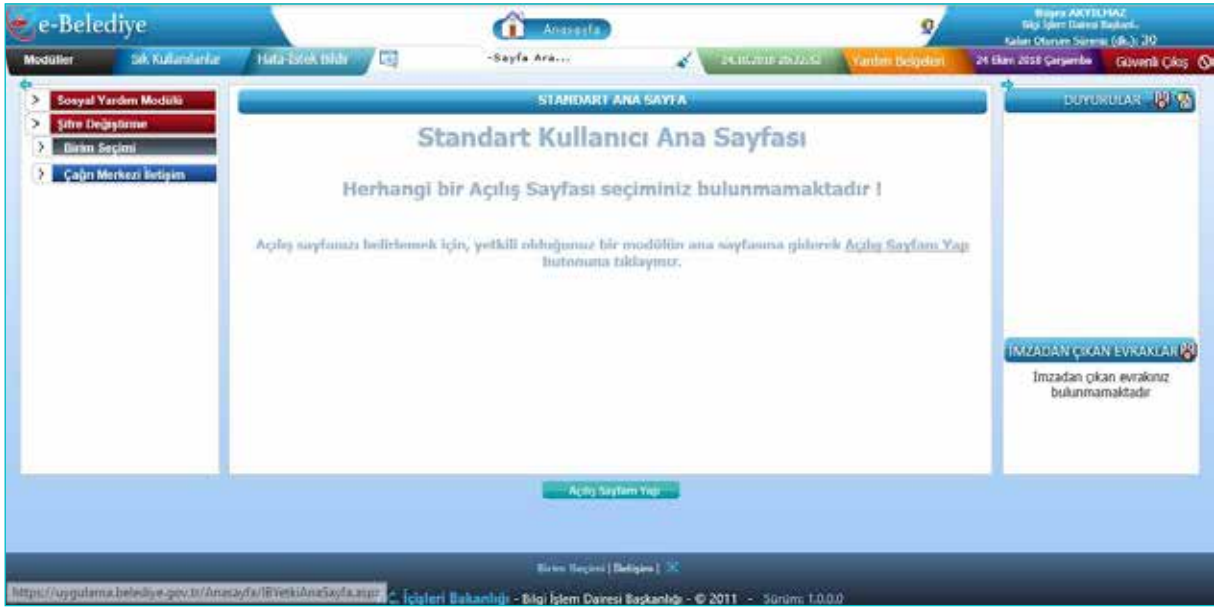 e-Belediye
Anasayfa
Büşra AKYILMAZ
Bilgi İşlem Dairesi Başkanl..
Kalan Oturum Süreniz (dk.): 30
Modüller
Sık Kullanılanlar
Hata-İstek Bildir
-Sayfa Ara...
Yardım Belgeleri
24 Ekim 2018 Çarşamba
Güvenli Çıkış
Sosyal Yardım Modülü
Şifre Değiştirme
Birim Seçimi
Çağrı Merkezi İletişim
STANDART ANA SAYFA
Standart Kullanıcı Ana Sayfası
Herhangi bir Açılış Sayfası seçiminiz bulunmamaktadır !
Açılış sayfanızı belirlemek için, yetkili olduğunuz bir modülün ana sayfasına giderek Açılış Sayfam Yap
butonuna tıklayınız.
DUYURULAR
İMZADAN ÇIKAN EVRAKLAR
İmzadan çıkan evrakınız
bulunmamaktadır
Açılış Sayfam Yap
Birim Seçimi | İletişim |
https://uygulama.belediye.gov.tr/Anasayfa/IBYetkiAnaSayfa.aspx
T.C. İçişleri Bakanlığı - Bilgi İşlem Dairesi Başkanlığı - © 2011 - Sürüm: 1.0.0.0